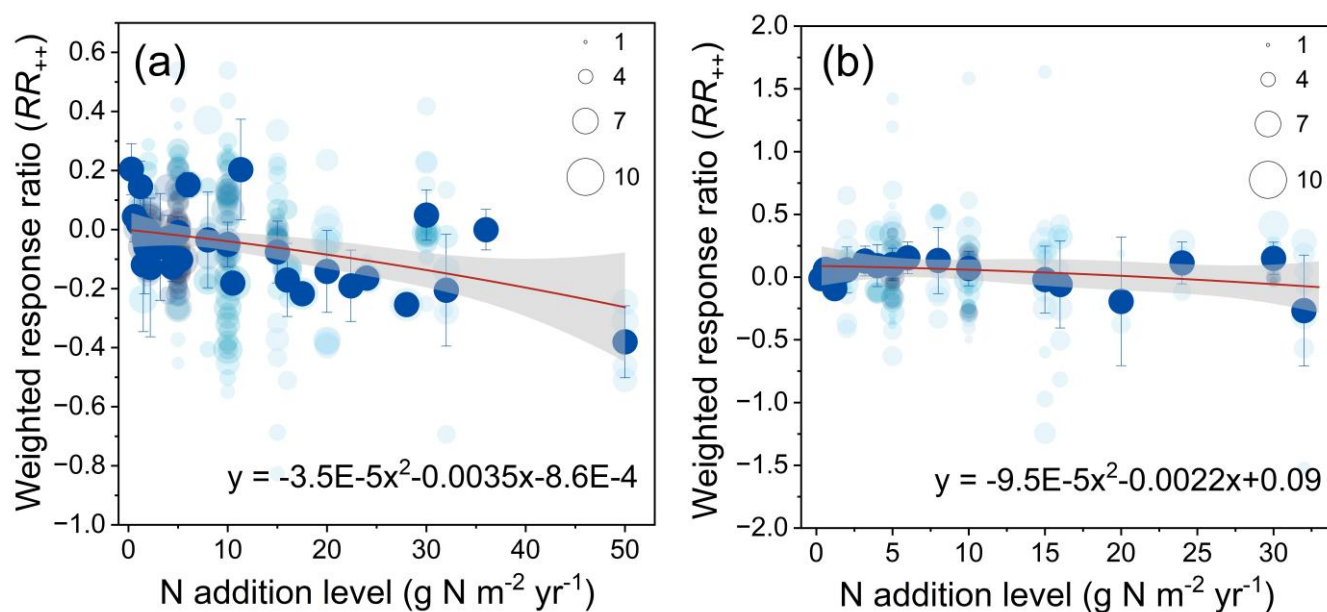 (a)
Weighted response ratio (RR₊₊)
0.6
0.4
0.2
0.0
−0.2
−0.4
−0.6
−0.8
−1.0
1
4
7
10
y = -3.5E-5x²-0.0035x-8.6E-4
0 10 20 30 40 50
N addition level (g N m⁻² yr⁻¹)
(b)
Weighted response ratio (RR₊₊)
2.0
1.5
1.0
0.5
0.0
−0.5
−1.0
−1.5
−2.0
1
4
7
10
y = -9.5E-5x²-0.0022x+0.09
0 5 10 15 20 25 30
N addition level (g N m⁻² yr⁻¹)